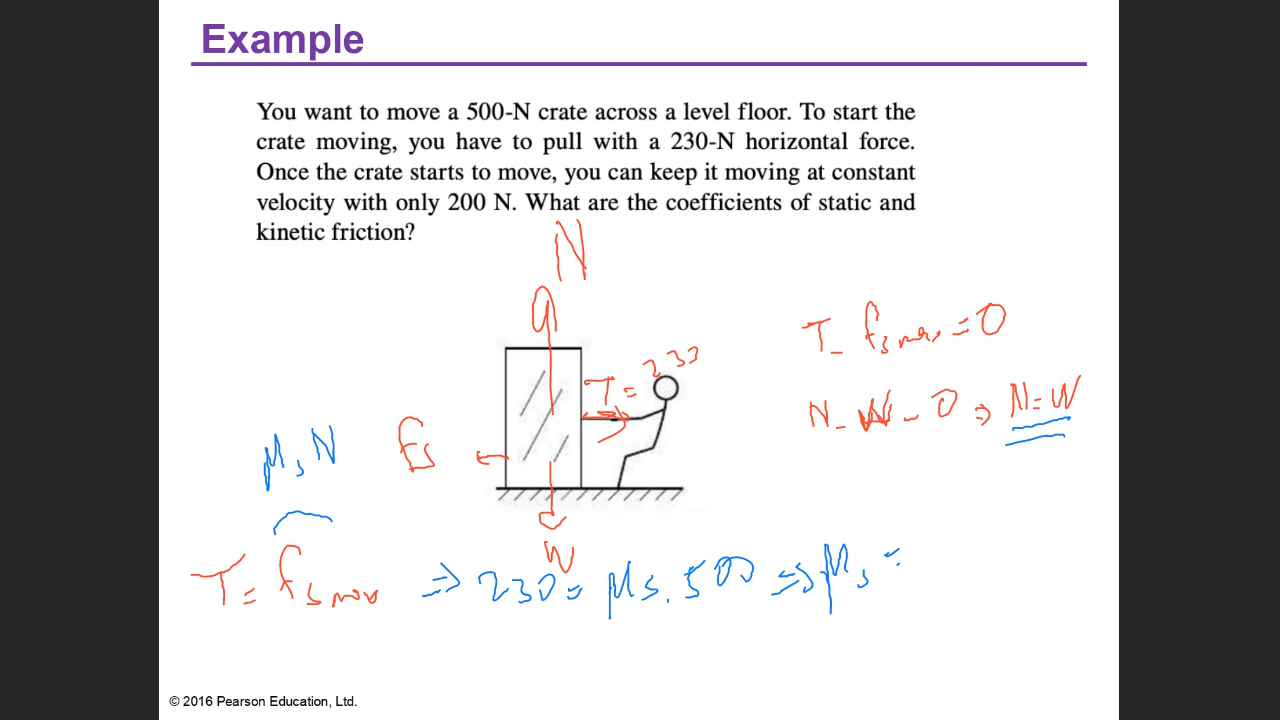 Example
You want to move a 500-N crate across a level floor. To start the
crate moving, you have to pull with a 230-N horizontal force.
Once the crate starts to move, you can keep it moving at constant
velocity with only 200 N. What are the coefficients of static and
kinetic friction?
N
T - fs max = 0
T = 230
N - W - 0 ⇒ N = W
μs N
fs
W
T = fs max ⇒ 230 = μs . 500 ⇒ μs =
© 2016 Pearson Education, Ltd.